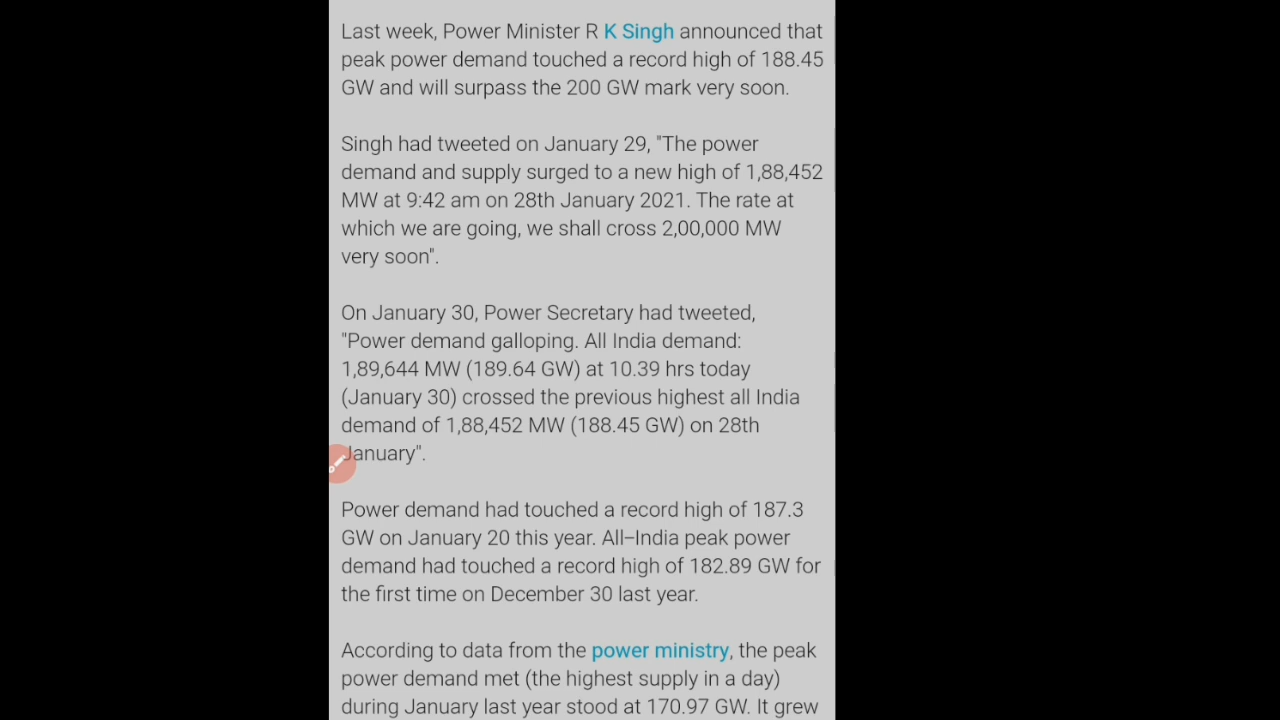 Last week, Power Minister R K Singh announced that
peak power demand touched a record high of 188.45
GW and will surpass the 200 GW mark very soon.
Singh had tweeted on January 29, "The power
demand and supply surged to a new high of 1,88,452
MW at 9:42 am on 28th January 2021. The rate at
which we are going, we shall cross 2,00,000 MW
very soon".
On January 30, Power Secretary had tweeted,
"Power demand galloping. All India demand:
1,89,644 MW (189.64 GW) at 10.39 hrs today
(January 30) crossed the previous highest all India
demand of 1,88,452 MW (188.45 GW) on 28th
January".
Power demand had touched a record high of 187.3
GW on January 20 this year. All-India peak power
demand had touched a record high of 182.89 GW for
the first time on December 30 last year.
According to data from the power ministry, the peak
power demand met (the highest supply in a day)
during January last year stood at 170.97 GW. It grew